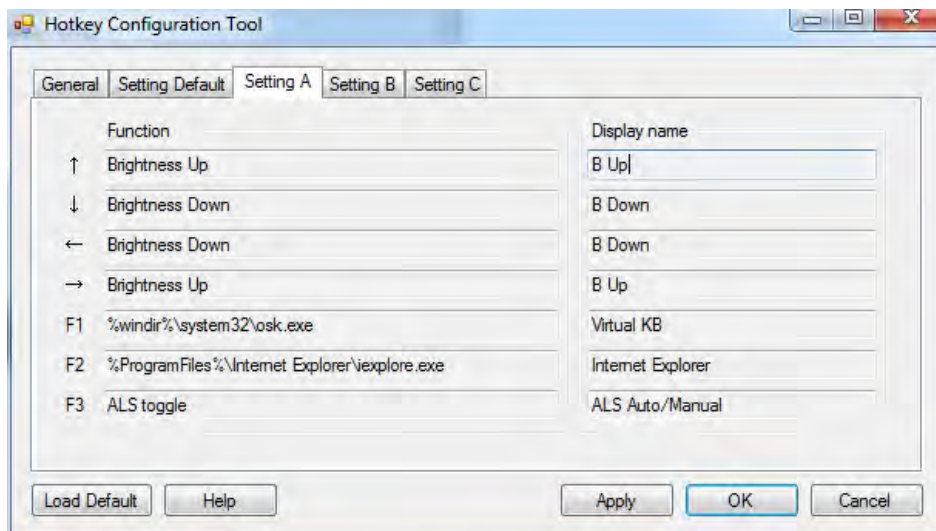 Hotkey Configuration Tool
General Setting Default Setting A Setting B Setting C
Function Display name
↑ Brightness Up B Up
↓ Brightness Down B Down
← Brightness Down B Down
→ Brightness Up B Up
F1 %windir%\system32\osk.exe Virtual KB
F2 %ProgramFiles%\Internet Explorer\iexplore.exe Internet Explorer
F3 ALS toggle ALS Auto/Manual
Load Default Help Apply OK Cancel